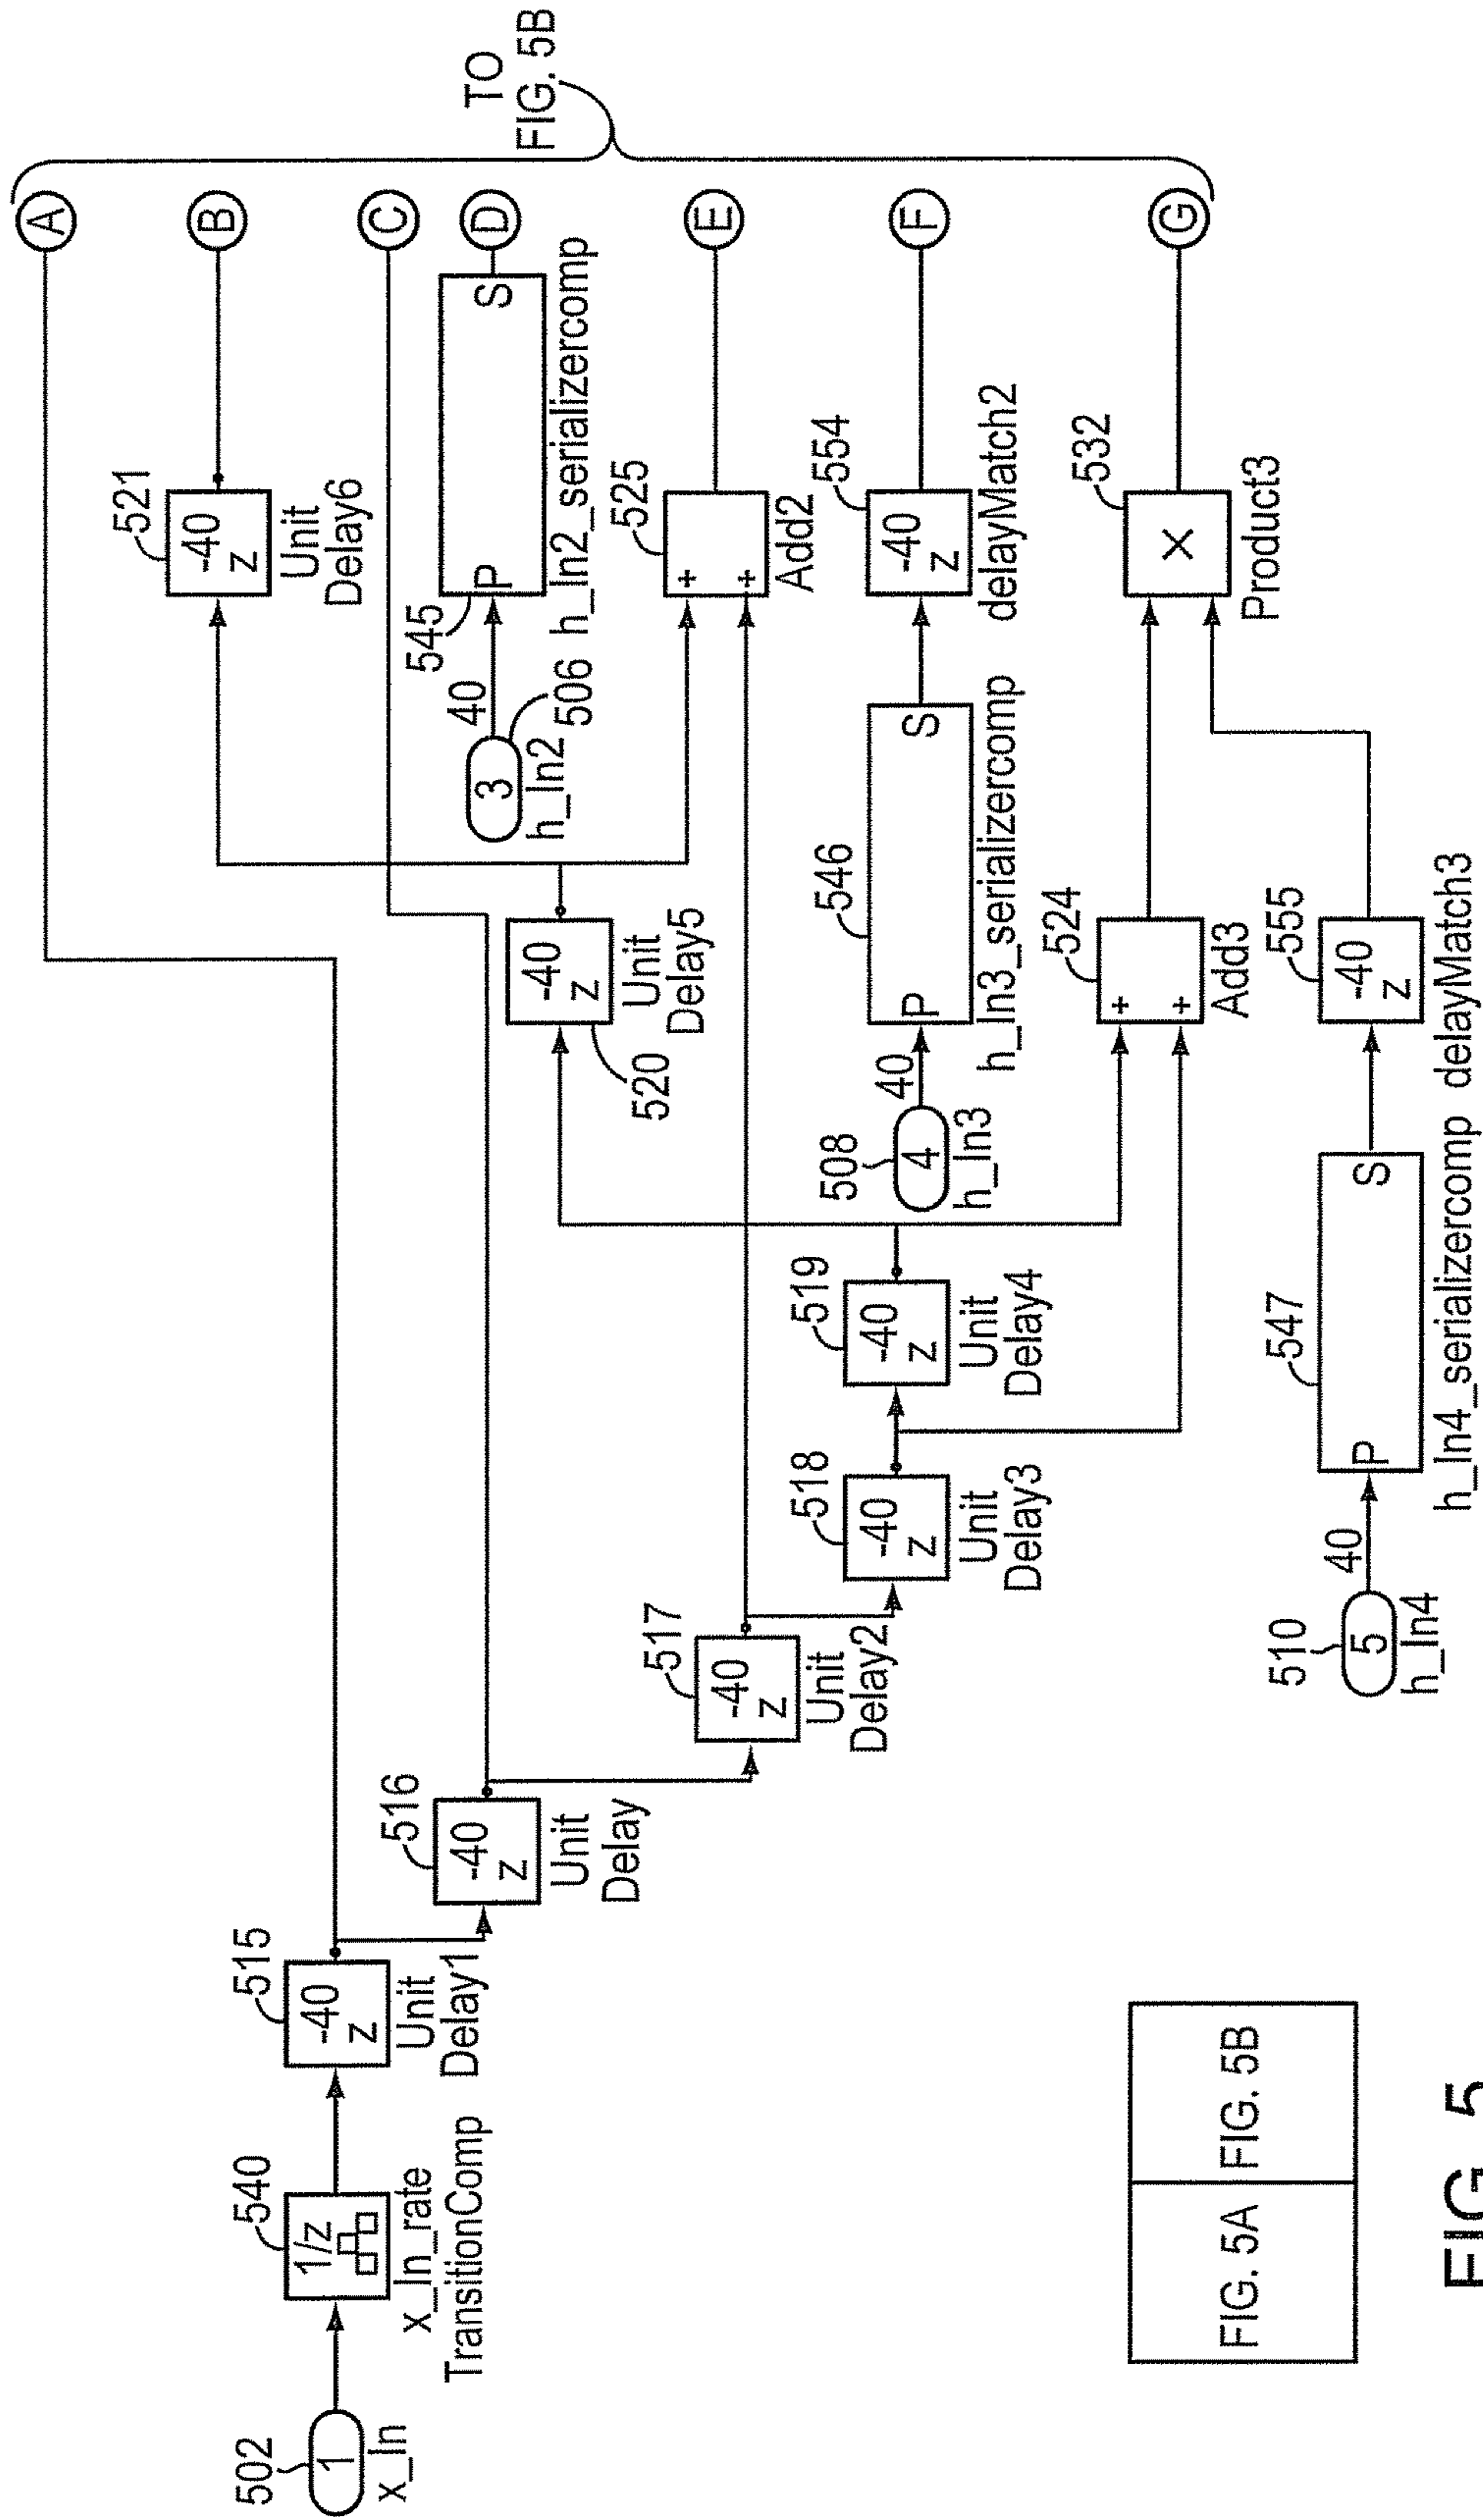 TO
FIG. 5B
A
B
C
D
E
F
G
521
-40
z
Unit
Delay6
3
506
h_In2
40
545
P
S
h_In2_serializercomp
520
-40
z
Unit
Delay5
525
+
+
Add2
508
4
h_In3
40
546
P
S
h_In3_serializercomp
554
-40
z
delayMatch2
502
1
x_In
540
1/z
x_In_rate
TransitionComp
515
-40
z
Unit
Delay1
516
-40
z
Unit
Delay
517
-40
z
Unit
Delay2
518
-40
z
Unit
Delay3
519
-40
z
Unit
Delay4
524
+
+
Add3
532
×
Product3
510
5
h_In4
40
547
P
S
h_In4_serializercomp
555
-40
z
delayMatch3
FIG. 5A
FIG. 5B
FIG. 5